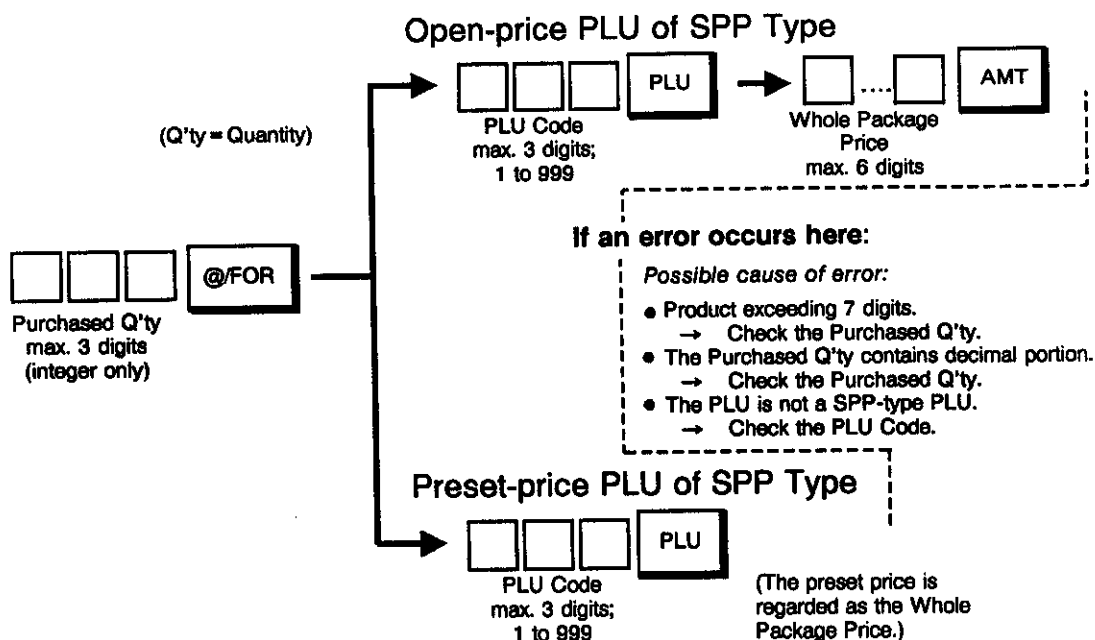 Open-price PLU of SPP Type
PLU
AMT
PLU Code
max. 3 digits;
1 to 999
Whole Package
Price
max. 6 digits
(Q'ty = Quantity)
@/FOR
Purchased Q'ty
max. 3 digits
(integer only)
If an error occurs here:
Possible cause of error:
• Product exceeding 7 digits.
→ Check the Purchased Q'ty.
• The Purchased Q'ty contains decimal portion.
→ Check the Purchased Q'ty.
• The PLU is not a SPP-type PLU.
→ Check the PLU Code.
Preset-price PLU of SPP Type
PLU
PLU Code
max. 3 digits;
1 to 999
(The preset price is
regarded as the Whole
Package Price.)